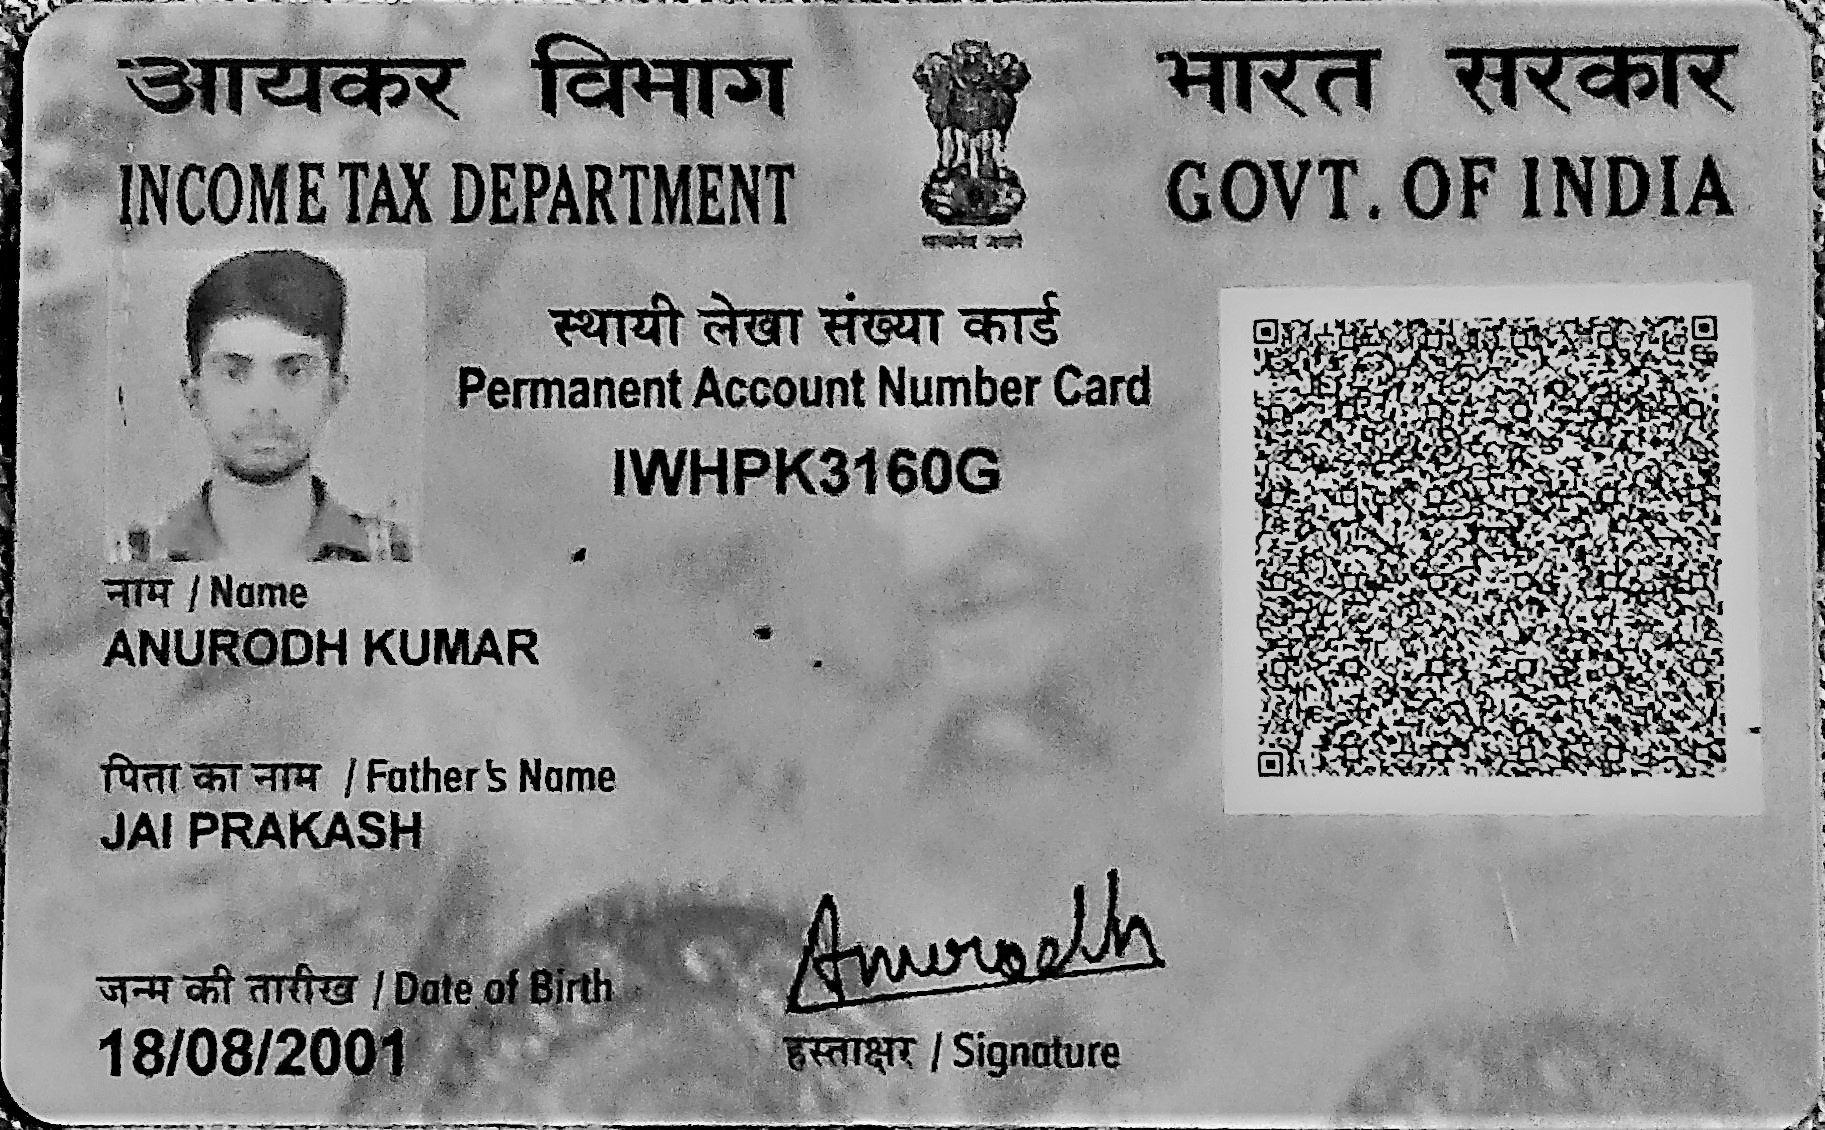 आयकर विभाग
INCOME TAX DEPARTMENT
भारत सरकार
GOVT. OF INDIA
सत्यमेव जयते
स्थायी लेखा संख्या कार्ड
Permanent Account Number Card
IWHPK3160G
नाम / Name
ANURODH KUMAR
पिता का नाम / Father's Name
JAI PRAKASH
जन्म की तारीख / Date of Birth
18/08/2001
Anurodh
हस्ताक्षर / Signature